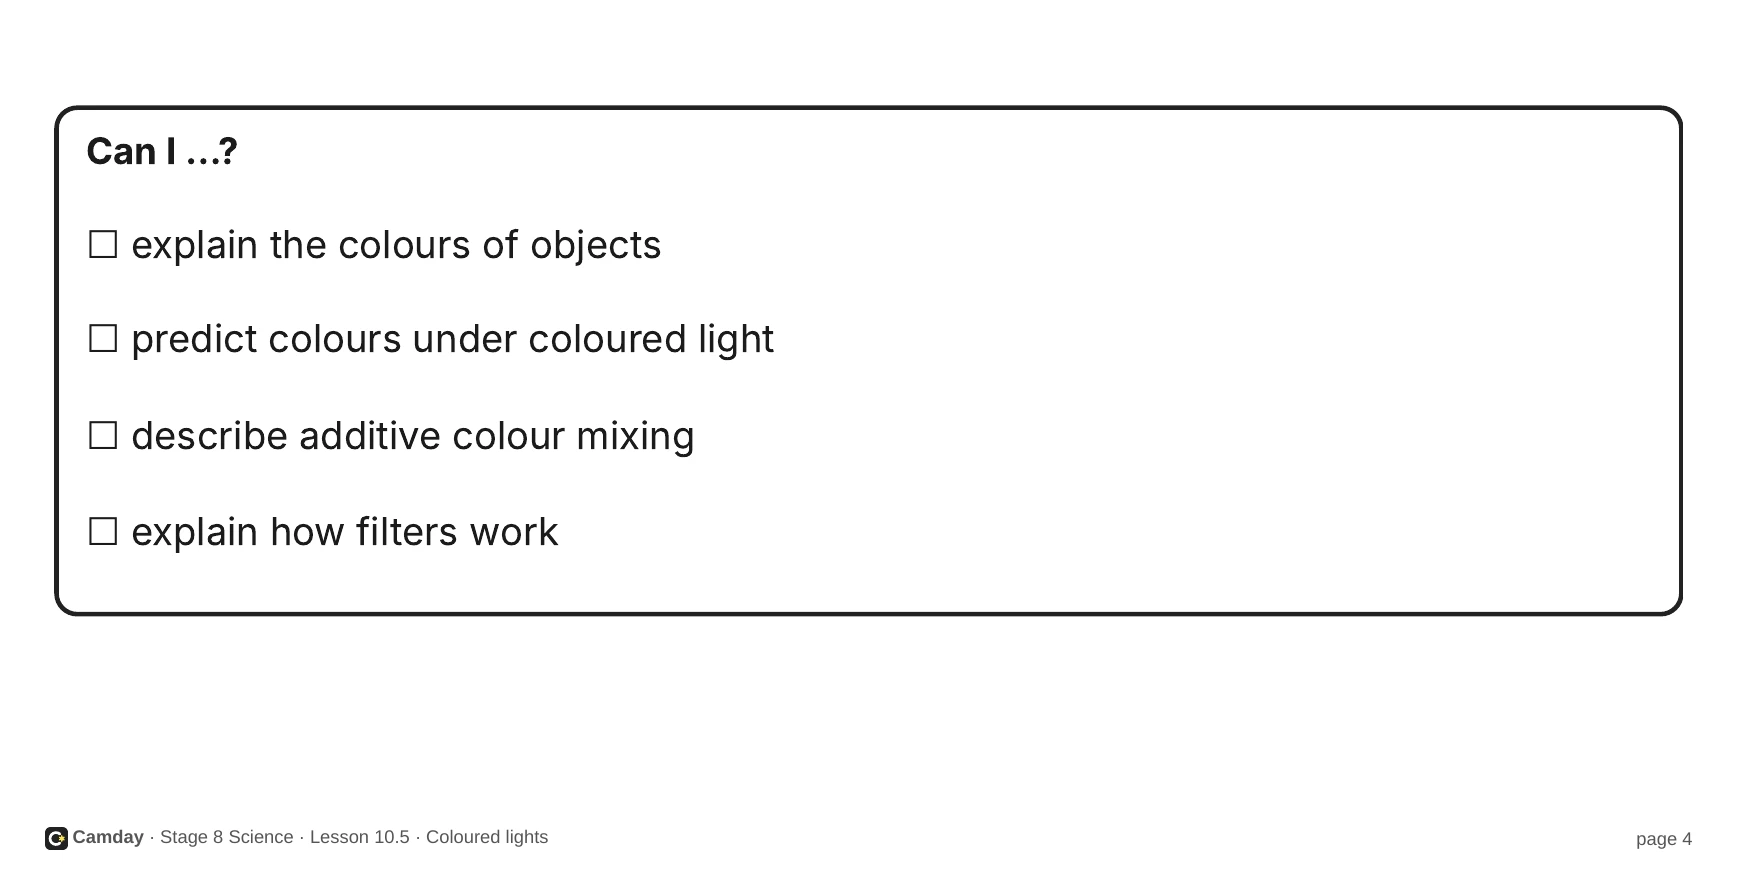 Can I …?
☐ explain the colours of objects
☐ predict colours under coloured light
☐ describe additive colour mixing
☐ explain how filters work
Camday · Stage 8 Science · Lesson 10.5 · Coloured lights
page 4